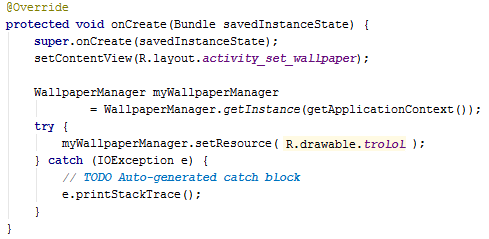 @Override
protected void onCreate(Bundle savedInstanceState) {
super.onCreate(savedInstanceState);
setContentView(R.layout.activity_set_wallpaper);
WallpaperManager myWallpaperManager
= WallpaperManager.getInstance(getApplicationContext());
try {
myWallpaperManager.setResource( R.drawable.trolol );
} catch (IOException e) {
// TODO Auto-generated catch block
e.printStackTrace();
}
}